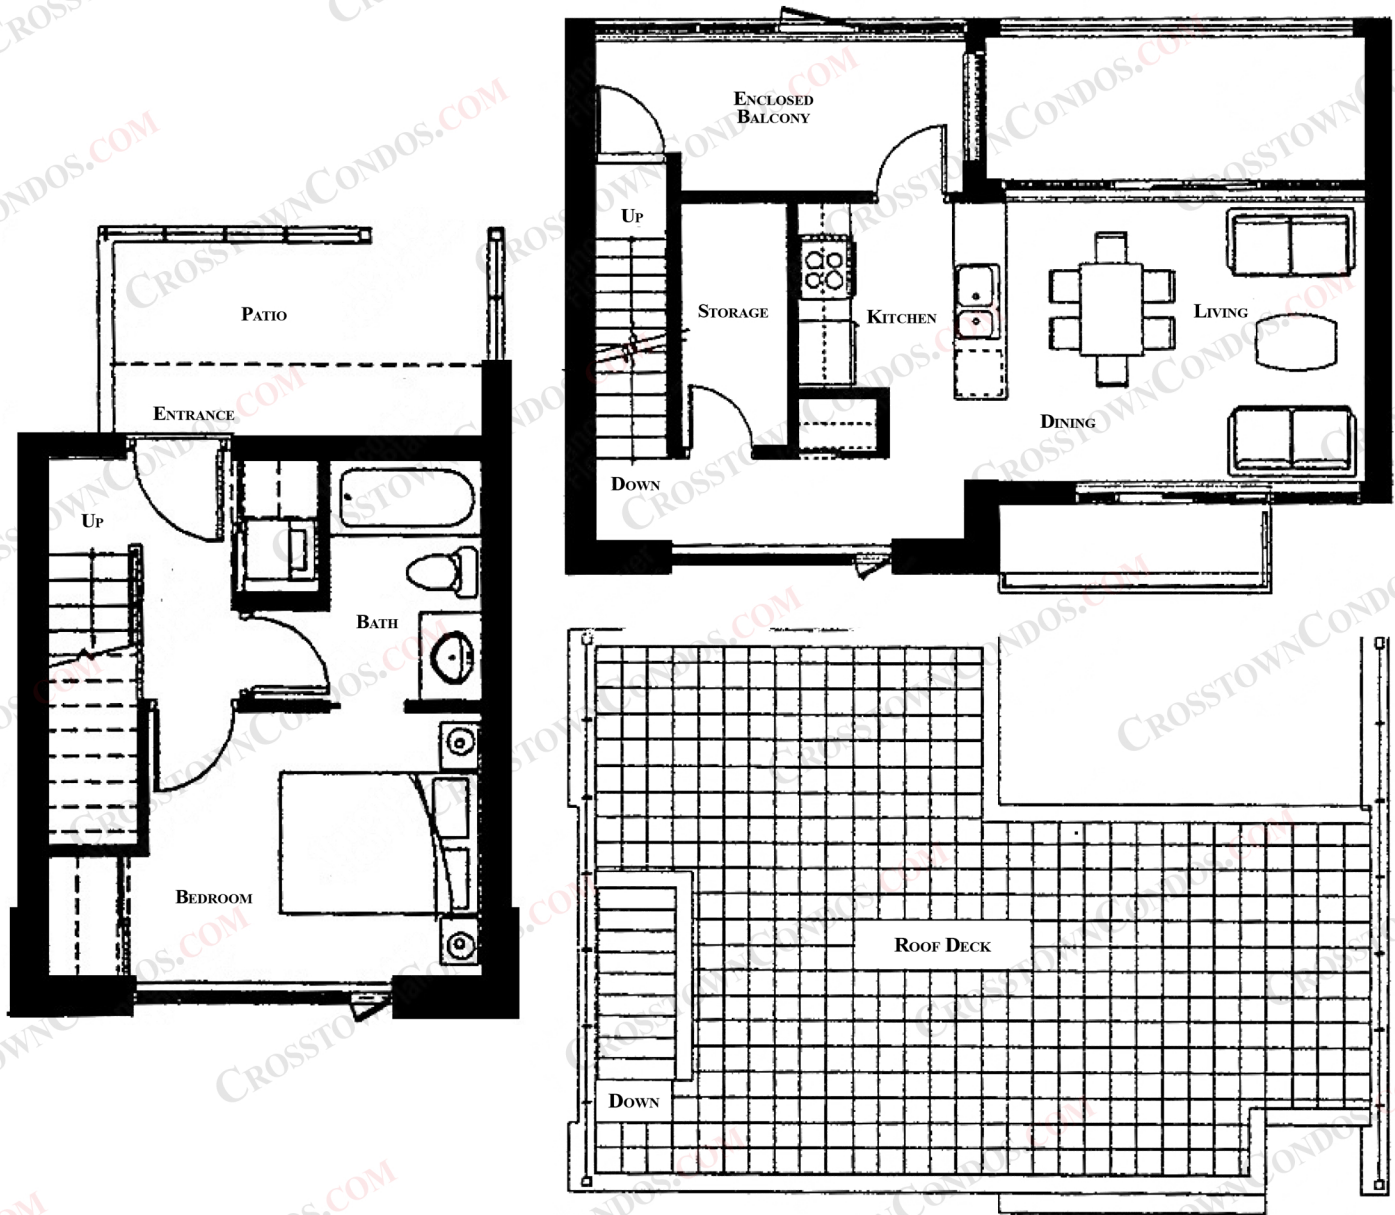 Enclosed
Balcony
Up
Storage
Kitchen
Living
Dining
Down
Patio
Entrance
Up
Bath
Bedroom
Roof Deck
Down
CrosstownCondos.com